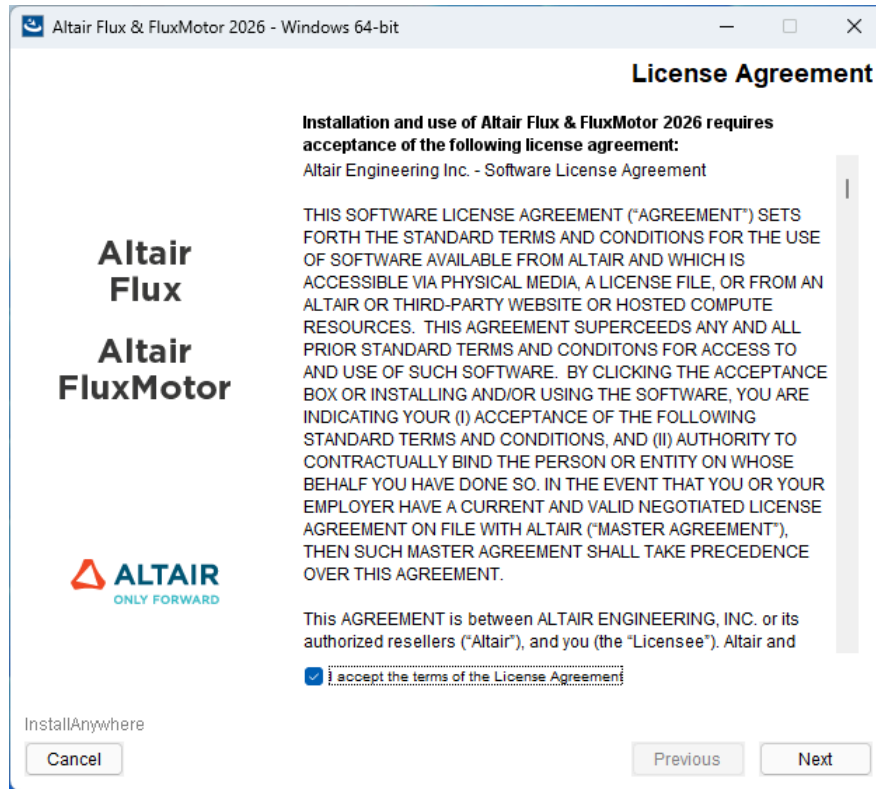 Altair Flux & FluxMotor 2026 - Windows 64-bit
License Agreement
Installation and use of Altair Flux & FluxMotor 2026 requires
acceptance of the following license agreement:
Altair Engineering Inc. - Software License Agreement
THIS SOFTWARE LICENSE AGREEMENT (“AGREEMENT”) SETS
FORTH THE STANDARD TERMS AND CONDITIONS FOR THE USE
OF SOFTWARE AVAILABLE FROM ALTAIR AND WHICH IS
ACCESSIBLE VIA PHYSICAL MEDIA, A LICENSE FILE, OR FROM AN
ALTAIR OR THIRD-PARTY WEBSITE OR HOSTED COMPUTE
RESOURCES.  THIS AGREEMENT SUPERCEEDS ANY AND ALL
PRIOR STANDARD TERMS AND CONDITONS FOR ACCESS TO
AND USE OF SUCH SOFTWARE.  BY CLICKING THE ACCEPTANCE
BOX OR INSTALLING AND/OR USING THE SOFTWARE, YOU ARE
INDICATING YOUR (I) ACCEPTANCE OF THE FOLLOWING
STANDARD TERMS AND CONDITIONS, AND (II) AUTHORITY TO
CONTRACTUALLY BIND THE PERSON OR ENTITY ON WHOSE
BEHALF YOU HAVE DONE SO. IN THE EVENT THAT YOU OR YOUR
EMPLOYER HAVE A CURRENT AND VALID NEGOTIATED LICENSE
AGREEMENT ON FILE WITH ALTAIR (“MASTER AGREEMENT”),
THEN SUCH MASTER AGREEMENT SHALL TAKE PRECEDENCE
OVER THIS AGREEMENT.
This AGREEMENT is between ALTAIR ENGINEERING, INC. or its
authorized resellers (“Altair”), and you (the “Licensee”). Altair and
I accept the terms of the License Agreement
Altair
Flux
Altair
FluxMotor
ALTAIR
ONLY FORWARD
InstallAnywhere
Cancel
Previous
Next